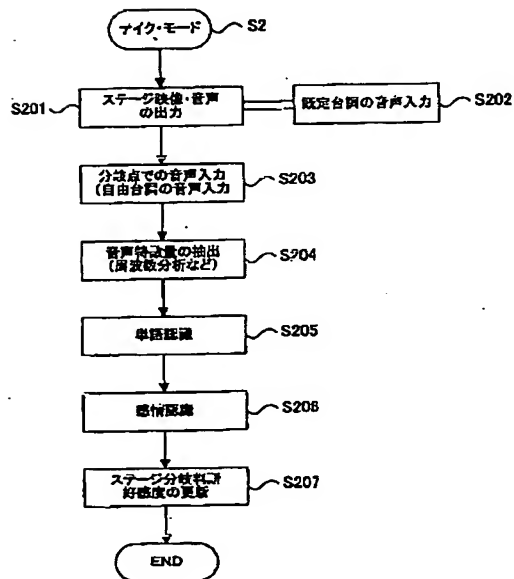 テイク・モード
S2
S201
ステージ映像・音声
の出力
既定台詞の音声入力
S202
分岐点での音声入力
(自由台詞の音声入力
S203
音声特徴量の抽出
(周波数分析など)
S204
単語認識
S205
感情認識
S206
ステージ分岐判断
好感度の更新
S207
END